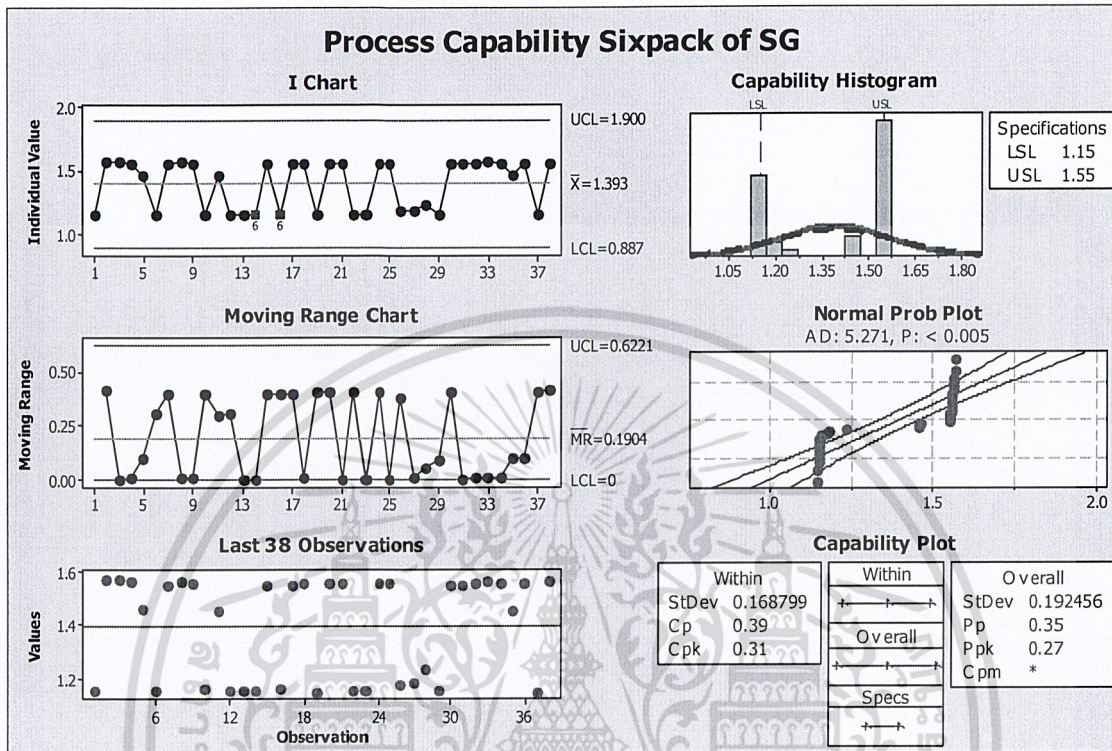 Process Capability Sixpack of SG
I Chart
Individual Value
2.0
1.5
1.0
UCL=1.900
X̄=1.393
LCL=0.887
6
6
1 5 9 13 17 21 25 29 33 37
Capability Histogram
LSL USL
1.05 1.20 1.35 1.50 1.65 1.80
Specifications
LSL 1.15
USL 1.55
Moving Range Chart
Moving Range
0.50
0.25
0.00
UCL=0.6221
M̄R̄=0.1904
LCL=0
1 5 9 13 17 21 25 29 33 37
Normal Prob Plot
AD: 5.271, P: < 0.005
1.0 1.5 2.0
Last 38 Observations
Values
1.6
1.4
1.2
6 12 18 24 30 36
Observation
Capability Plot
Within
StDev 0.168799
Cp 0.39
Cpk 0.31
Within
Overall
Specs
Overall
StDev 0.192456
Pp 0.35
Ppk 0.27
Cpm *